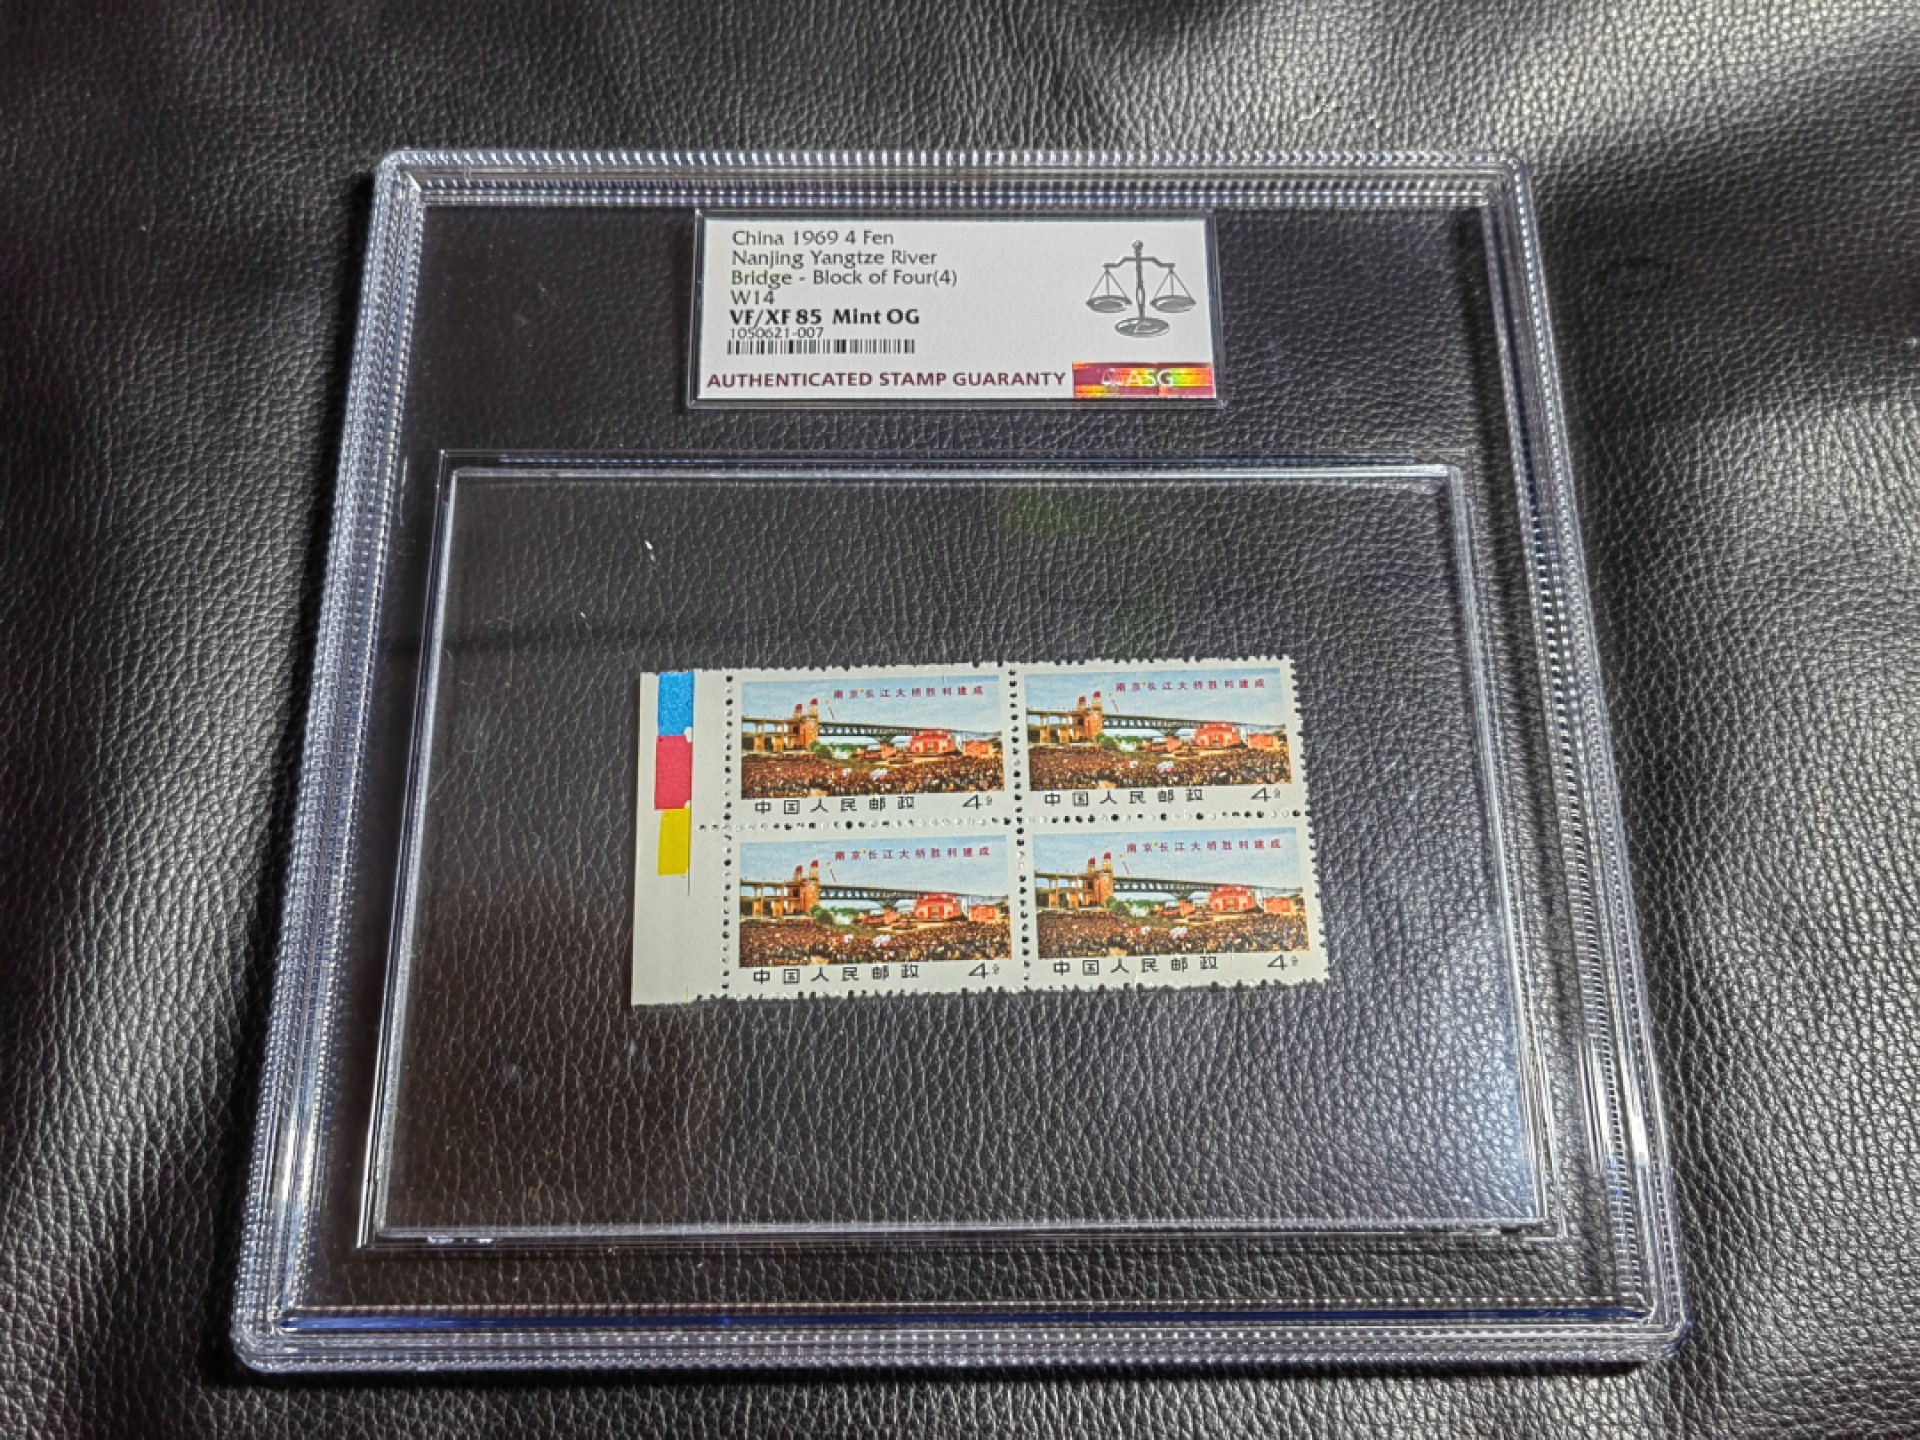 China 1969 4 Fen
Nanjing Yangtze River
Bridge - Block of Four(4)
W14
VF/XF 85 Mint OG
1050621-007
AUTHENTICATED STAMP GUARANTY
ASG
南京长江大桥胜利建成
南京长江大桥胜利建成
中国人民邮政 4分
中国人民邮政 4分
南京长江大桥胜利建成
南京长江大桥胜利建成
中国人民邮政 4分
中国人民邮政 4分